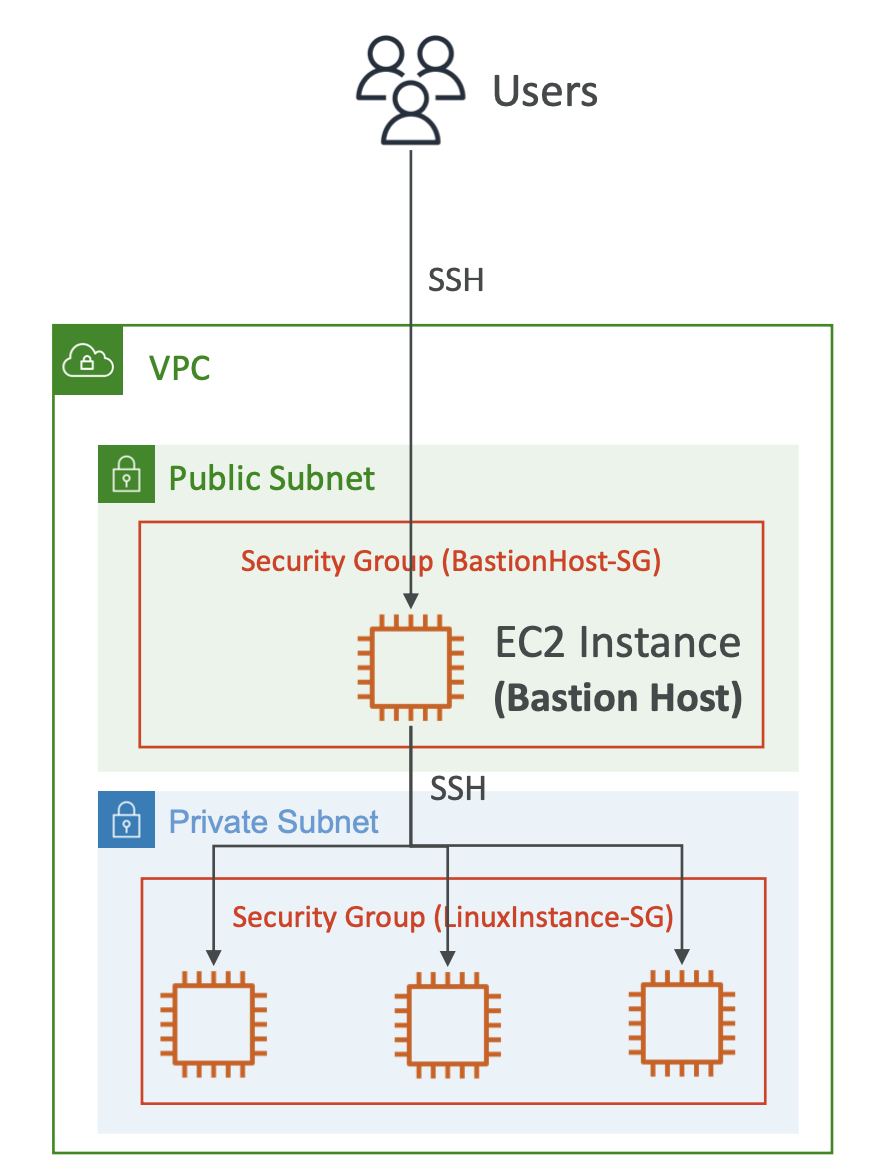 Users
SSH
VPC
Public Subnet
Security Group (BastionHost-SG)
EC2 Instance
(Bastion Host)
SSH
Private Subnet
Security Group (LinuxInstance-SG)